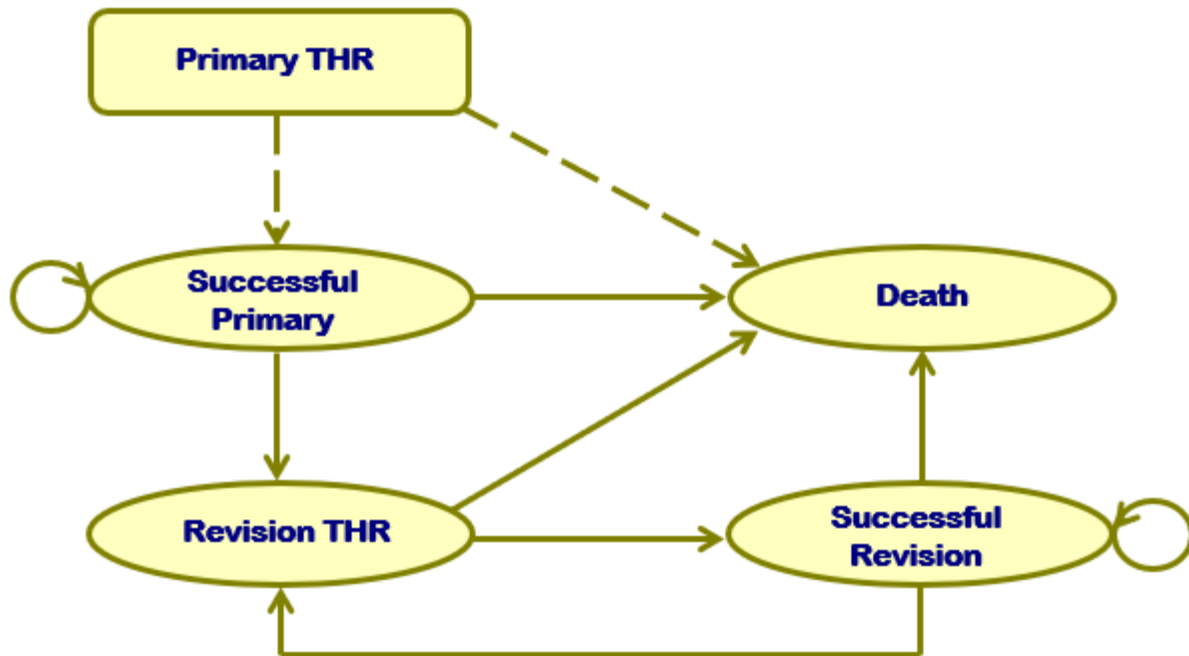 Primary THR
Successful
Primary
Death
Revision THR
Successful
Revision